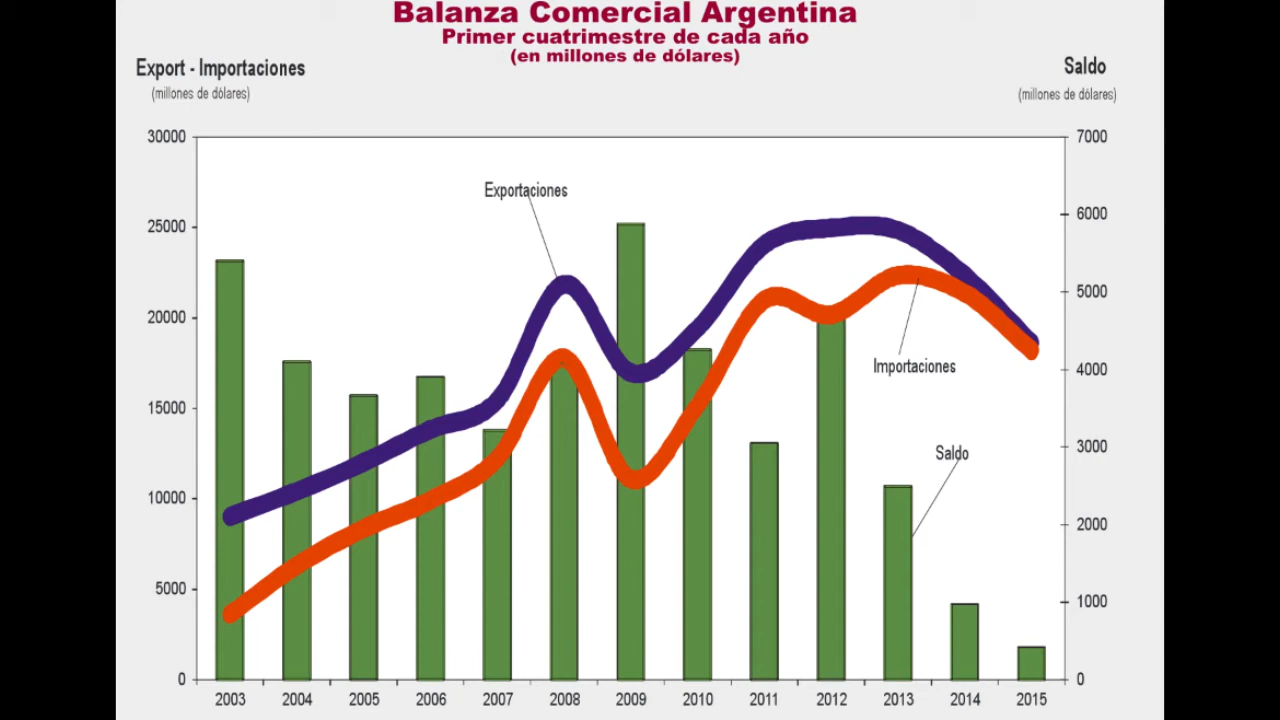 Balanza Comercial Argentina
Primer cuatrimestre de cada año
(en millones de dólares)
Export - Importaciones
(millones de dólares)
Saldo
(millones de dólares)
30000
25000
20000
15000
10000
5000
0
7000
6000
5000
4000
3000
2000
1000
0
Exportaciones
Importaciones
Saldo
2003 2004 2005 2006 2007 2008 2009 2010 2011 2012 2013 2014 2015